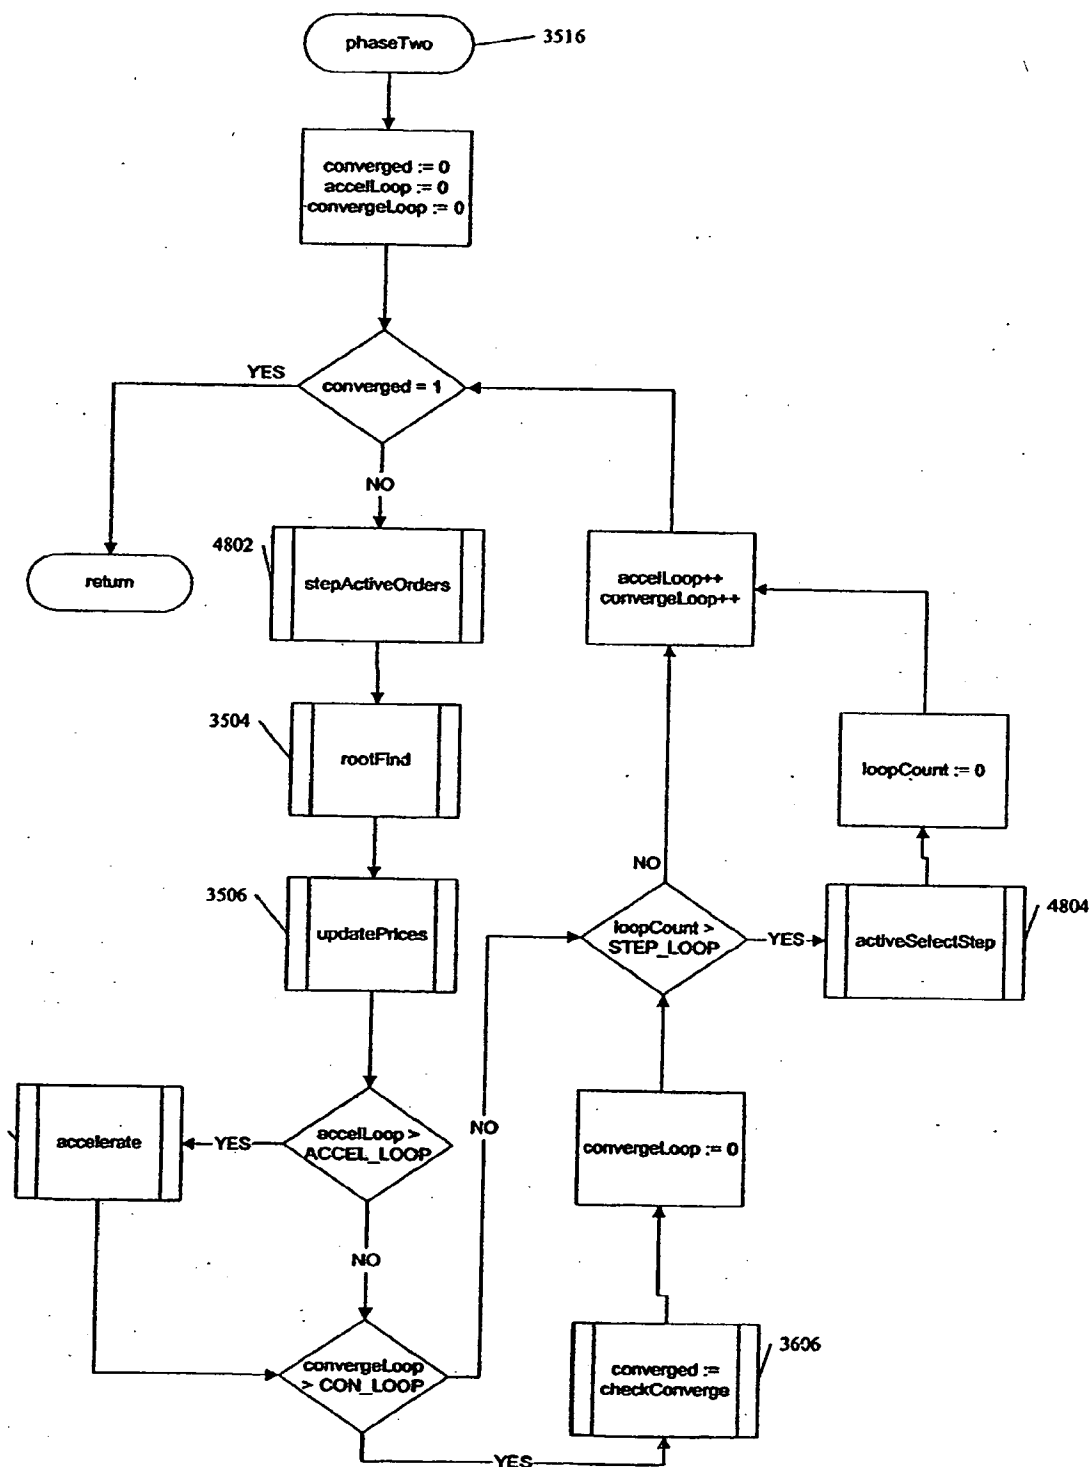 phaseTwo
3516
converged := 0
accelLoop := 0
convergeLoop := 0
YES
converged = 1
NO
return
4802
stepActiveOrders
accelLoop++
convergeLoop++
3504
rootFind
loopCount := 0
3506
updatePrices
NO
loopCount >
STEP_LOOP
YES
activeSelectStep
4804
accelerate
YES
accelLoop >
ACCEL_LOOP
NO
convergeLoop := 0
NO
convergeLoop
> CON_LOOP
converged :=
checkConverge
3606
YES